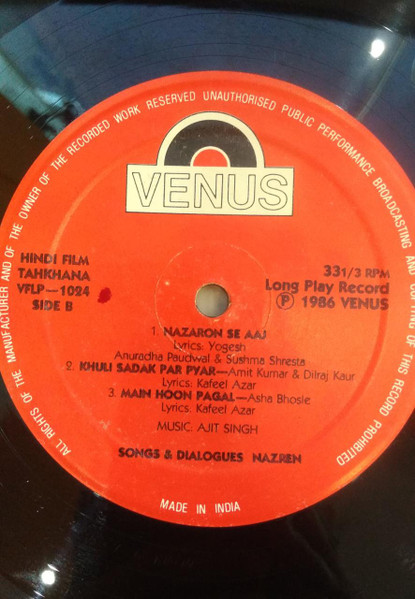 ALL RIGHTS OF THE MANUFACTURER AND OF THE OWNER OF THE RECORDED WORK RESERVED UNAUTHORISED PUBLIC PERFORMANCE BROADCASTING AND COPYING OF THIS RECORD PROHIBITED
VENUS
HINDI FILM
TAHKHANA
VFLP—1024
SIDE B
33 1/3 RPM
Long Play Record
Ⓟ 1986 VENUS
1. NAZARON SE AAJ
Lyrics: Yogesh
Anuradha Paudwal & Sushma Shresta
2. KHULI SADAK PAR PYAR—Amit Kumar & Dilraj Kaur
Lyrics: Kafeel Azar
3. MAIN HOON PAGAL—Asha Bhosle
Lyrics. Kafeel Azar
MUSIC: AJIT SINGH
SONGS & DIALOGUES NAZREN
MADE IN INDIA